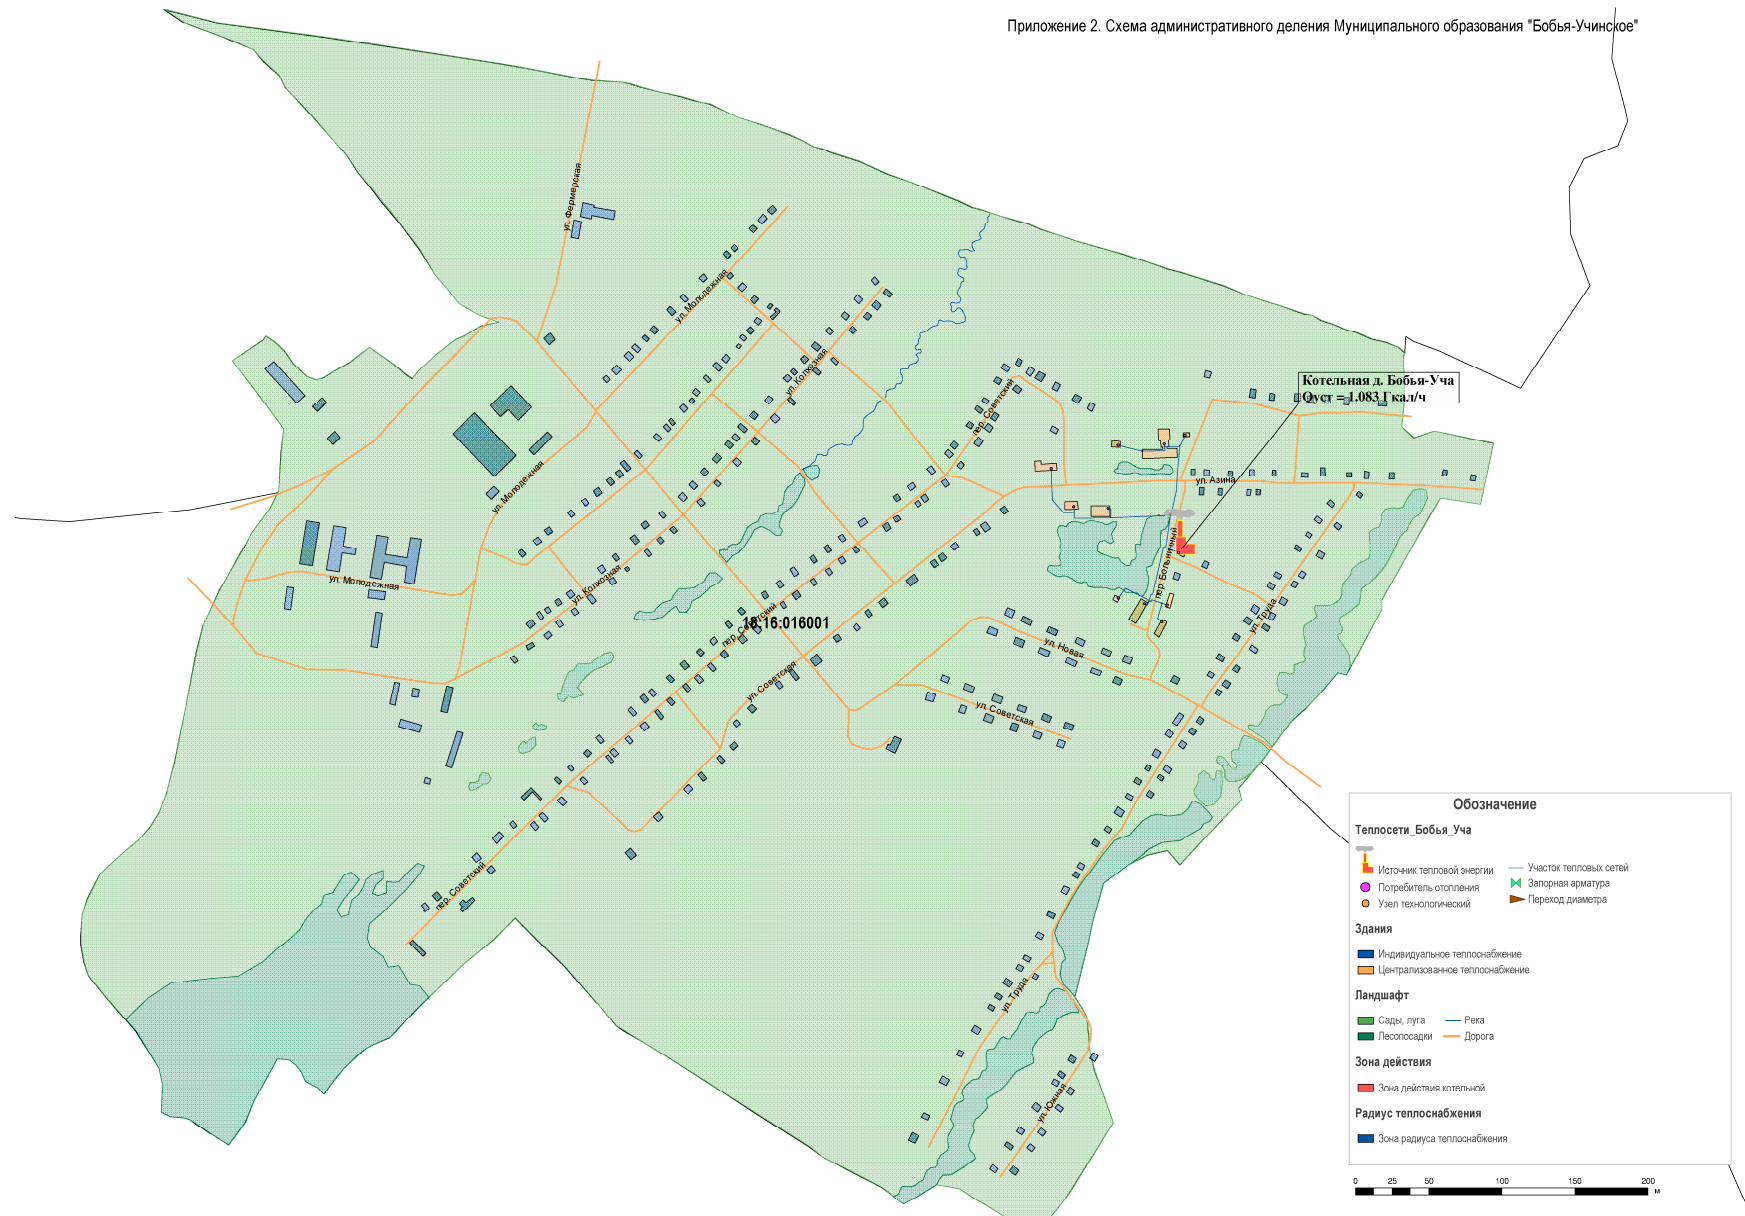 Приложение 2. Схема административного деления Муниципального образования "Бобья-Учинское"
ул. Фермерская
ул. Мольдежная
ул. Колхозная
пер. Советский
Котельная д. Бобья-Уча
Qуст = 1.083 Гкал/ч
ул. Молодежная
ул. Азина
ул. Молодежная
ул. Колхозная
пер. Больничный
ул. Труда
пер. Советский
18:16:016001
ул. Новая
ул. Советская
ул. Советская
пер. Советский
ул. Труда
ул. Южная
Обозначение
Теплосети_Бобья_Уча
Источник тепловой энергии
Потребитель отопления
Узел технологический
Участок тепловых сетей
Запорная арматура
Переход диаметра
Здания
Индивидуальное теплоснабжение
Централизованное теплоснабжение
Ландшафт
Сады, луга
Река
Лесопосадки
Дорога
Зона действия
Зона действия котельной
Радиус теплоснабжения
Зона радиуса теплоснабжения
0 25 50 100 150 200
м